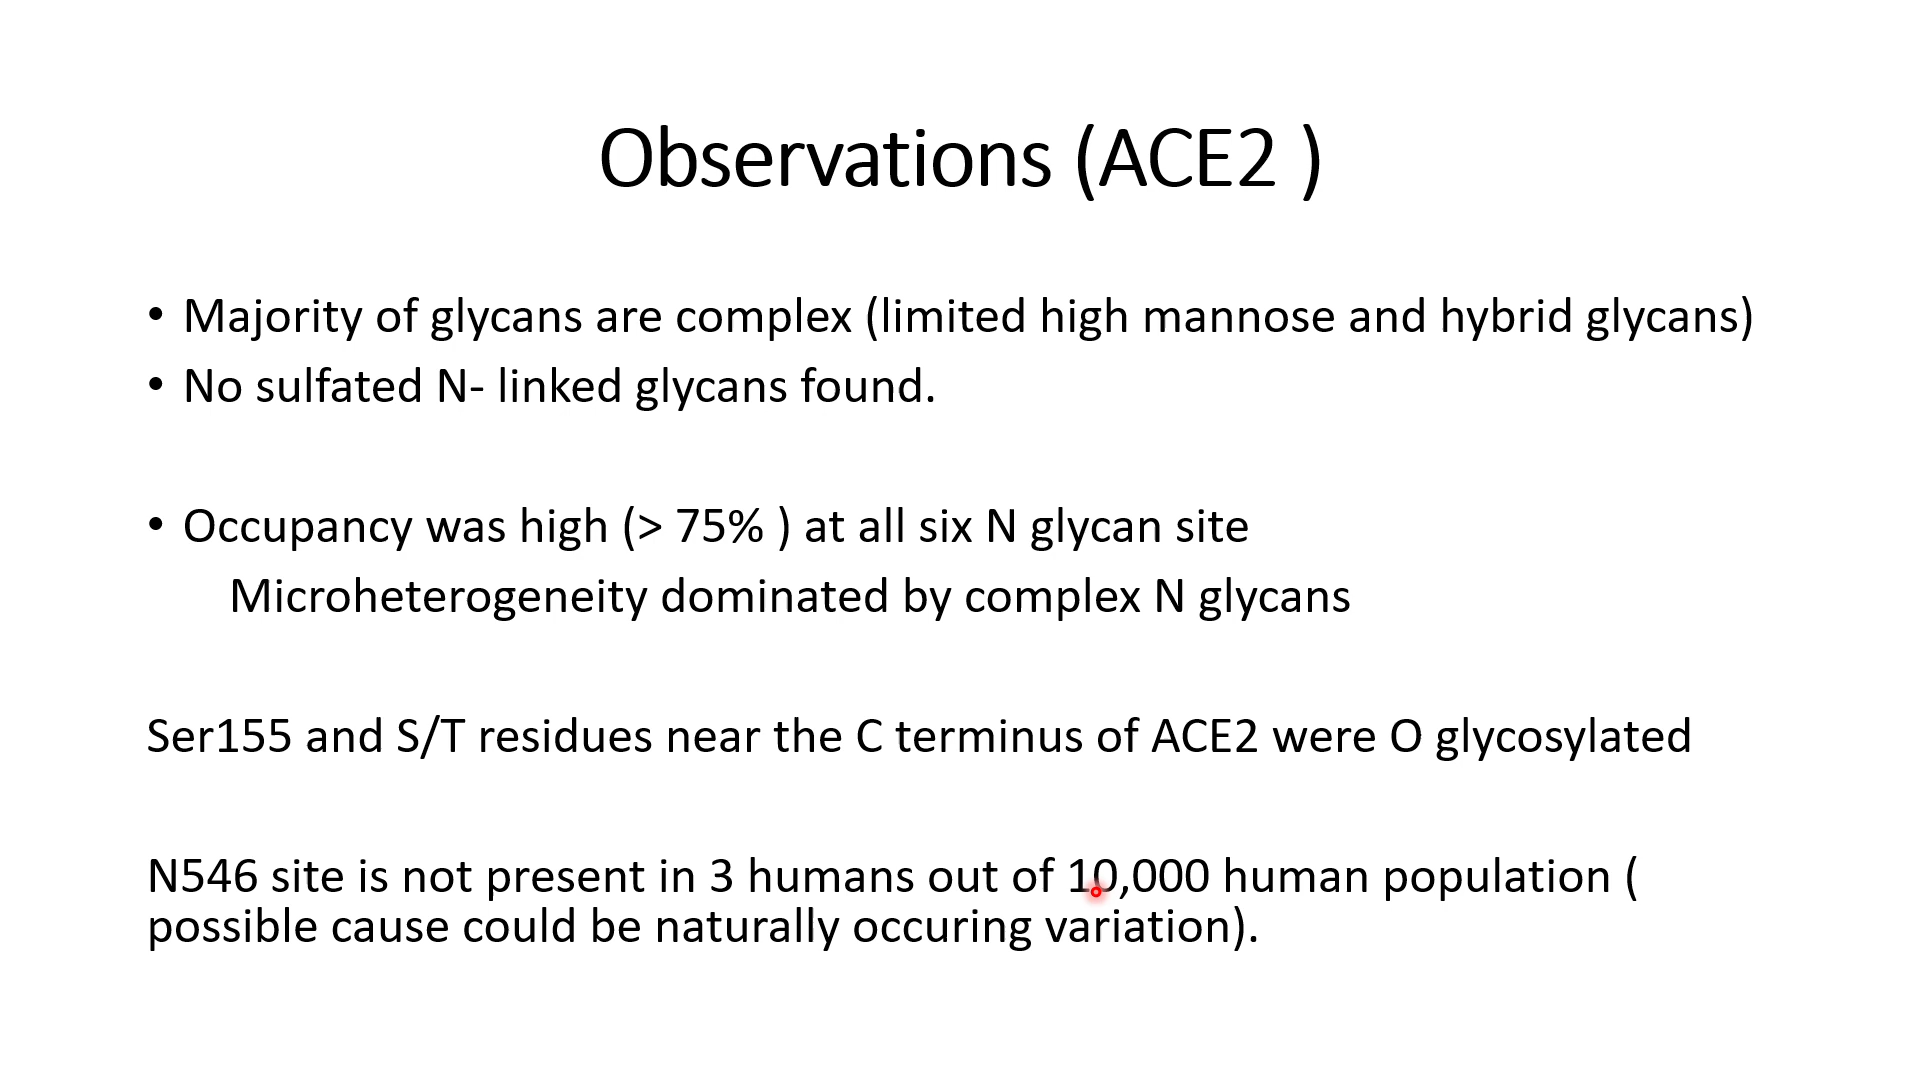 Observations (ACE2 )
• Majority of glycans are complex (limited high mannose and hybrid glycans)
• No sulfated N- linked glycans found.
• Occupancy was high (> 75% ) at all six N glycan site
Microheterogeneity dominated by complex N glycans
Ser155 and S/T residues near the C terminus of ACE2 were O glycosylated
N546 site is not present in 3 humans out of 10,000 human population (
possible cause could be naturally occuring variation).